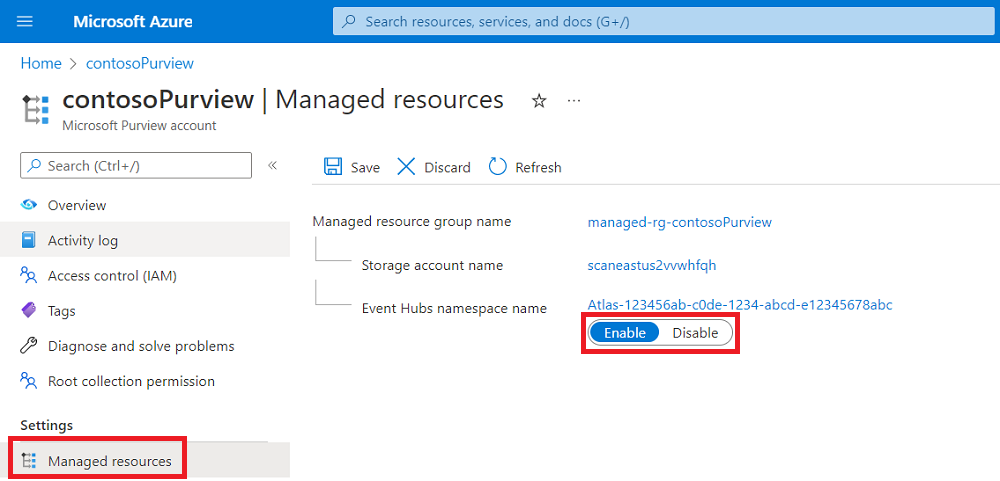 Microsoft Azure
Search resources, services, and docs (G+/)
Home > contosoPurview
contosoPurview | Managed resources
Microsoft Purview account
Search (Ctrl+/)
Save
Discard
Refresh
Overview
Activity log
Access control (IAM)
Tags
Diagnose and solve problems
Root collection permission
Settings
Managed resources
Managed resource group name
managed-rg-contosoPurview
Storage account name
scaneastus2vvwhfqh
Event Hubs namespace name
Atlas-123456ab-c0de-1234-abcd-e12345678abc
Enable
Disable